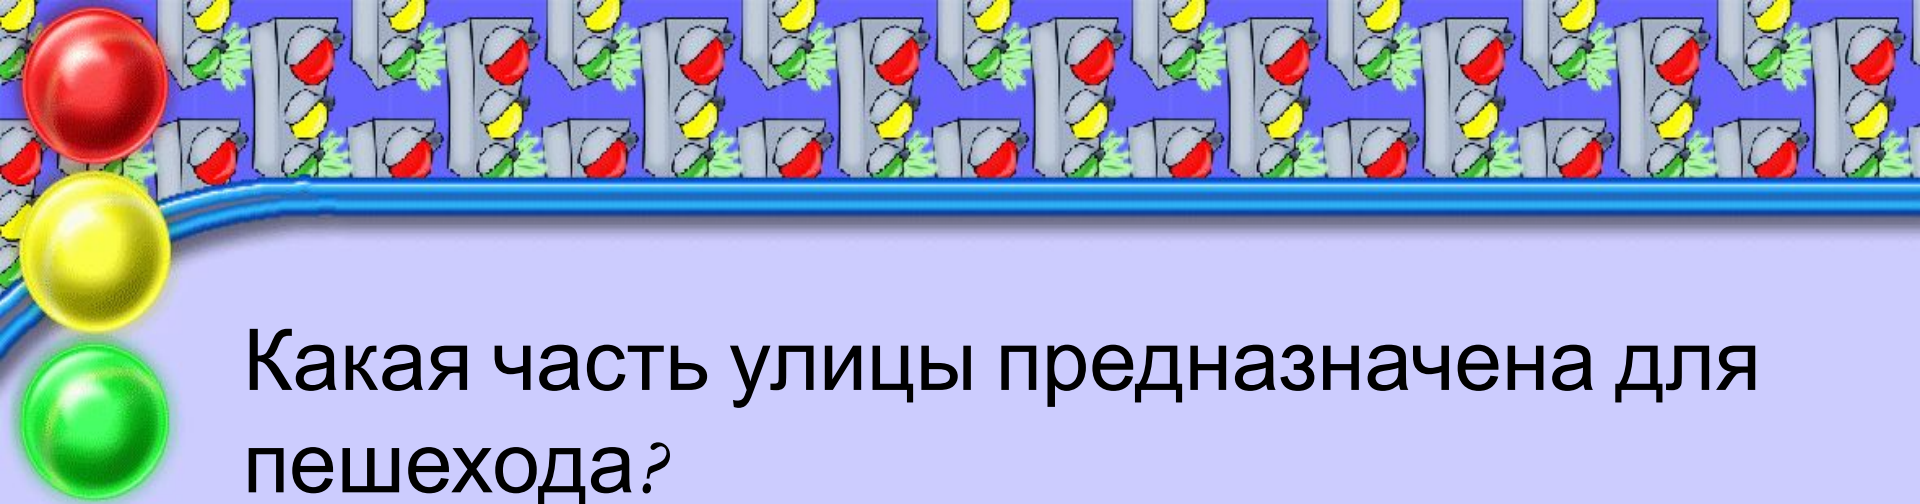 Какая часть улицы предназначена для
пешехода?